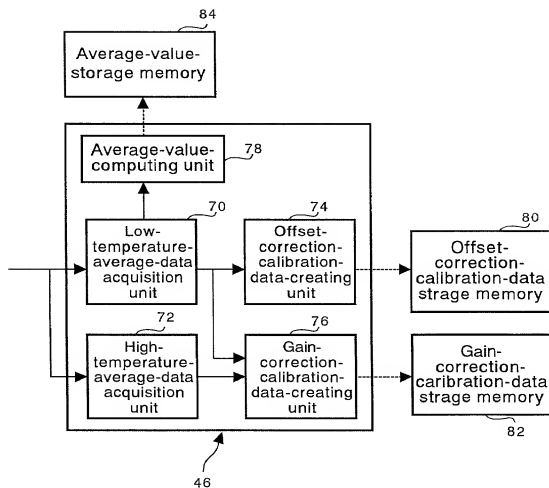 84
Average-value-
storage memory
Average-value-
computing unit
78
70
Low-
temperature-
average-data
acquisition
unit
74
Offset-
correction-
calibration-
data-creating
unit
80
Offset-
correction-
calibration-data
strage memory
72
High-
temperature-
average-data
acquisition
unit
76
Gain-
correction-
calibration-
data-creating
unit
Gain-
correction-
caribration-data
strage memory
82
46